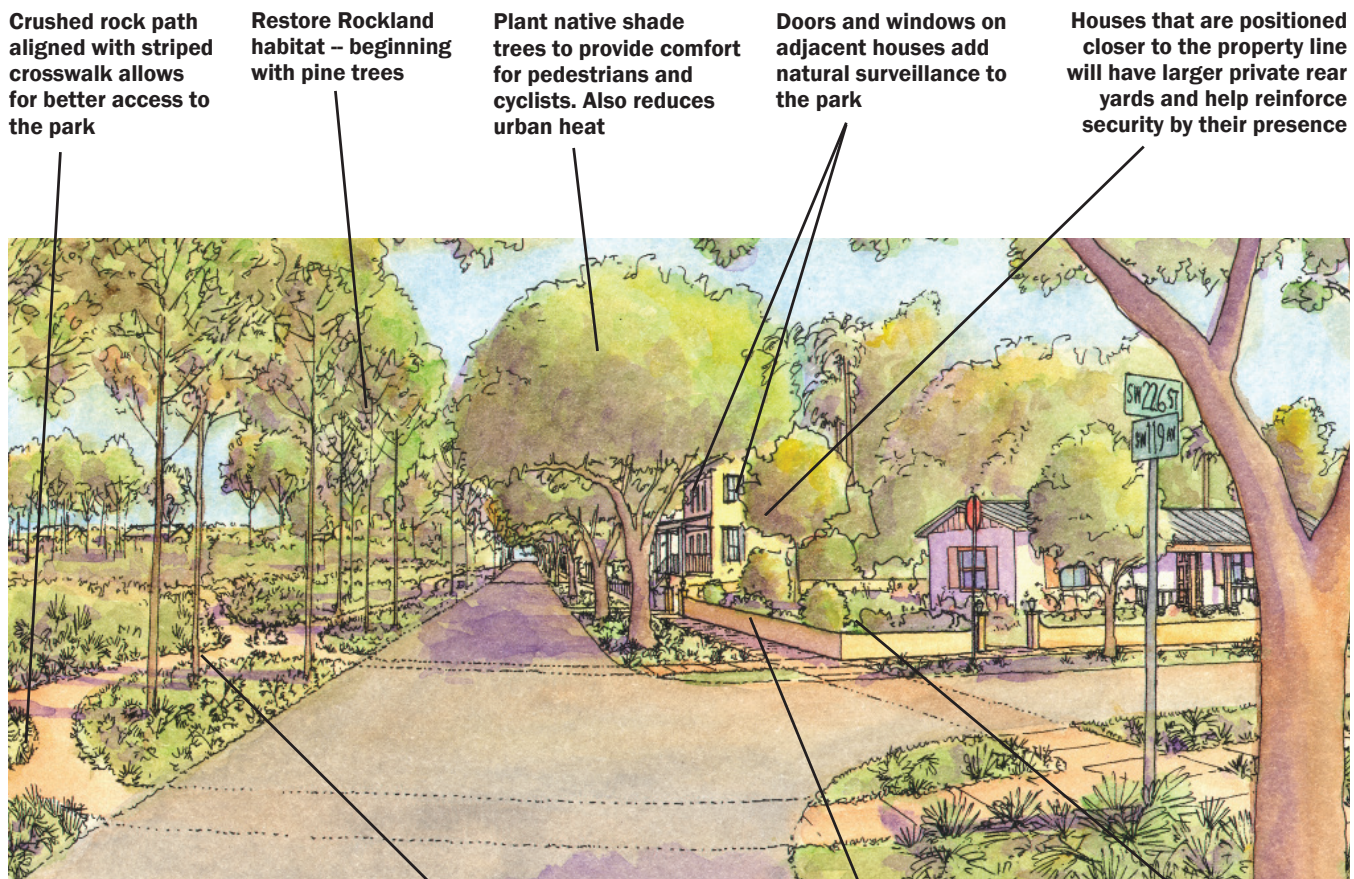 Crushed rock path
aligned with striped
crosswalk allows
for better access to
the park
Restore Rockland
habitat -- beginning
with pine trees
Plant native shade
trees to provide comfort
for pedestrians and
cyclists. Also reduces
urban heat
Doors and windows on
adjacent houses add
natural surveillance to
the park
Houses that are positioned
closer to the property line
will have larger private rear
yards and help reinforce
security by their presence
SW 226 ST
SW 119 AV